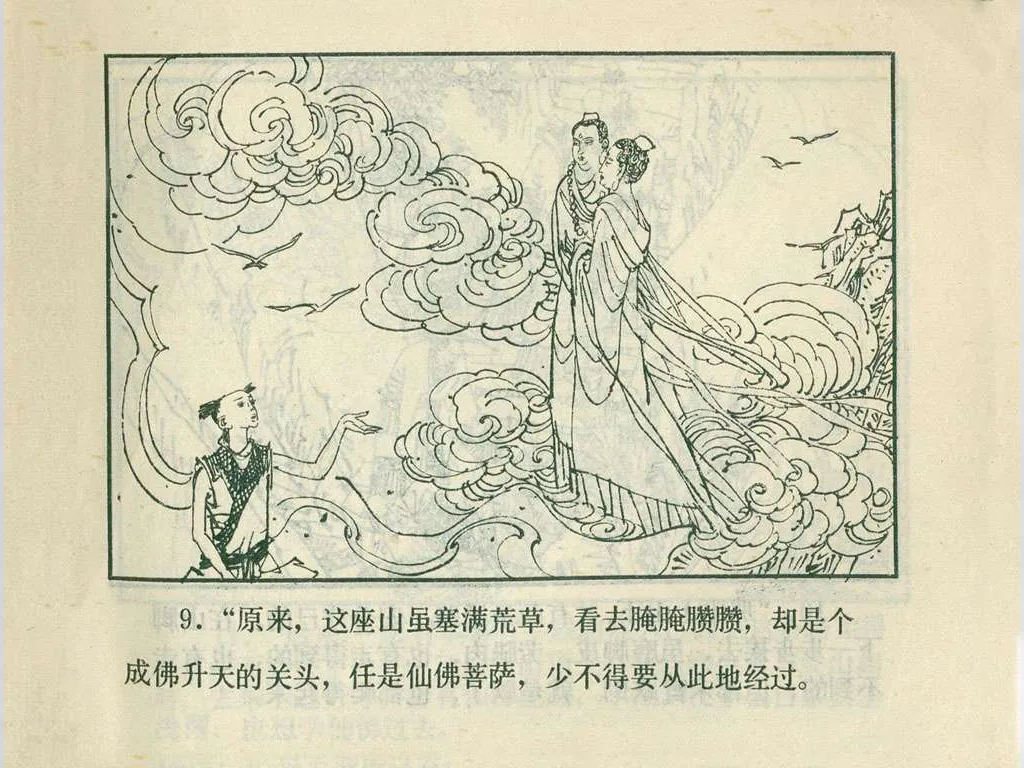 9.“原来，这座山虽塞满荒草，看去腌腌臜臜，却是个
成佛升天的关头，任是仙佛菩萨，少不得要从此地经过。